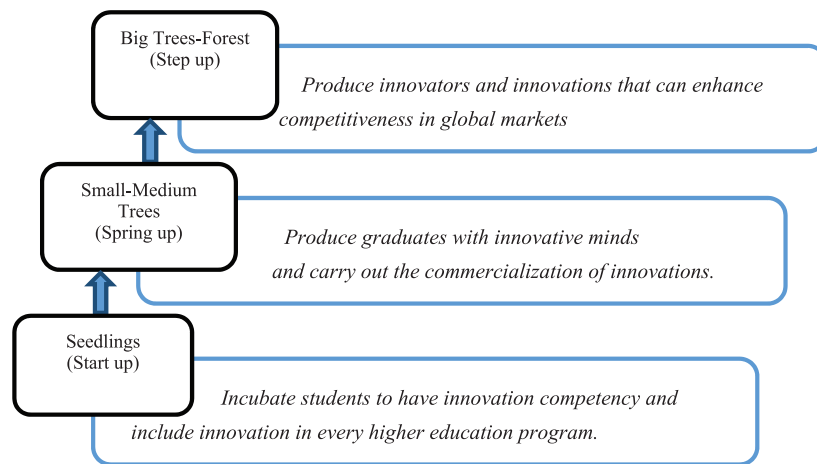 Big Trees-Forest
(Step up)
Produce innovators and innovations that can enhance
competitiveness in global markets
Small-Medium
Trees
(Spring up)
Produce graduates with innovative minds
and carry out the commercialization of innovations.
Seedlings
(Start up)
Incubate students to have innovation competency and
include innovation in every higher education program.